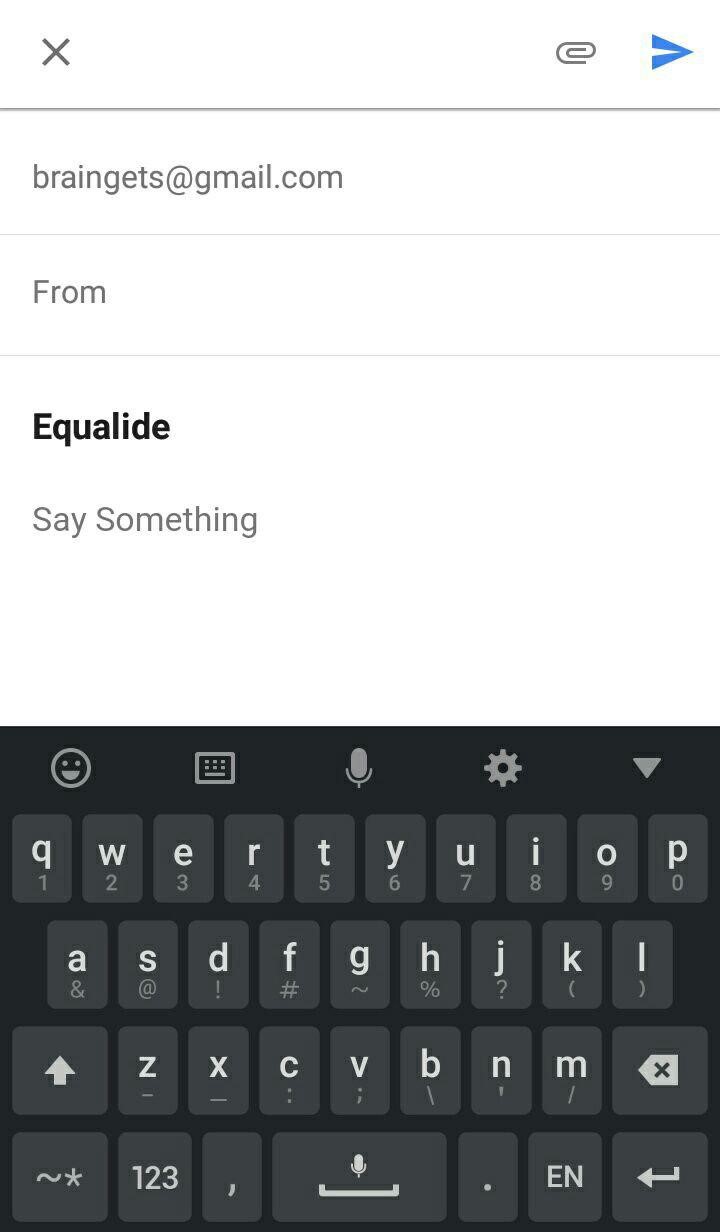 braingets@gmail.com
From
Equalide
Say Something
q w e r t y u i o p
1 2 3 4 5 6 7 8 9 0
a s d f g h j k l
& @ ! # ~ % ? ( )
z x c v b n m
- _ : ; \ ' /
~* 123 , . EN